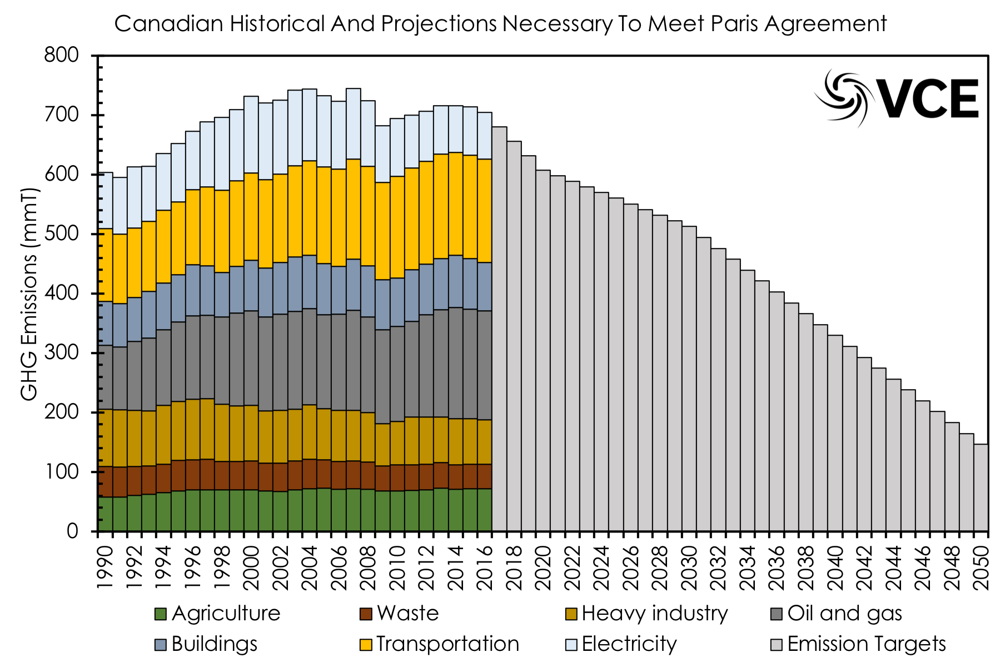 Canadian Historical And Projections Necessary To Meet Paris Agreement
VCE
GHG Emissions (mmT)
800
700
600
500
400
300
200
100
0
1990 1992 1994 1996 1998 2000 2002 2004 2006 2008 2010 2012 2014 2016 2018 2020 2022 2024 2026 2028 2030 2032 2034 2036 2038 2040 2042 2044 2046 2048 2050
Agriculture Waste Heavy industry Oil and gas
Buildings Transportation Electricity Emission Targets